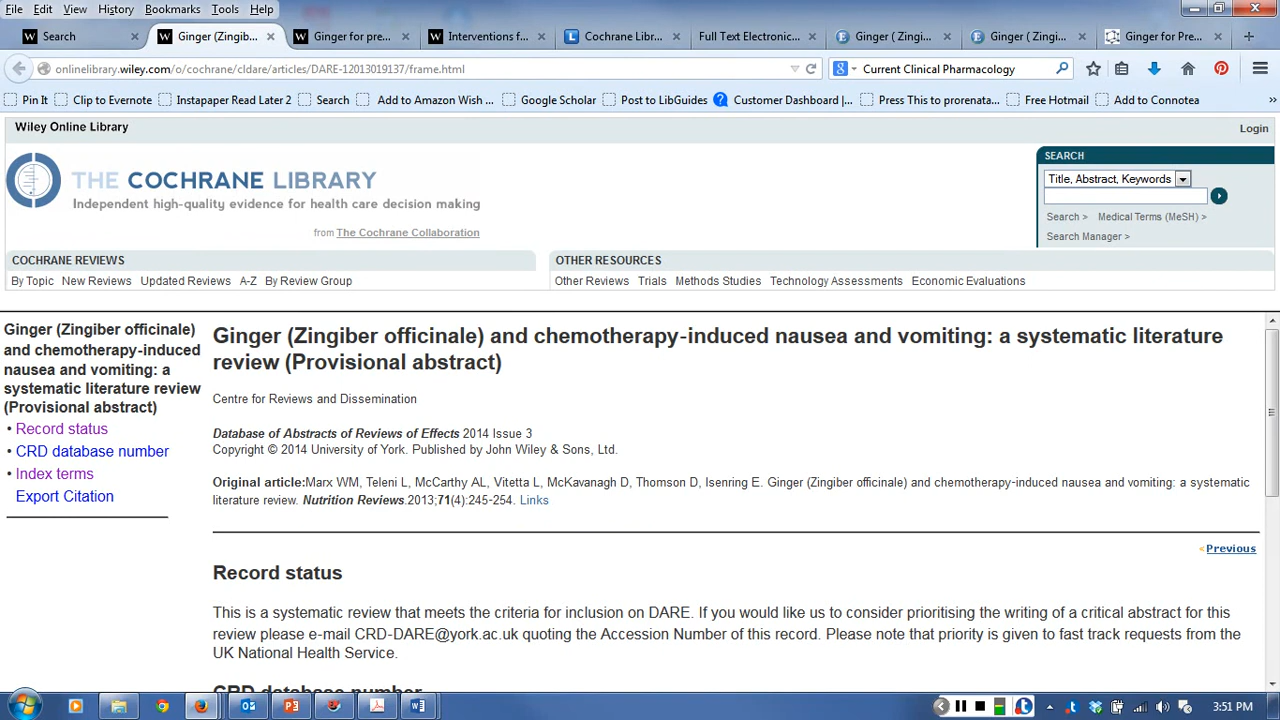 File Edit View History Bookmarks Tools Help
Search Ginger (Zingib... Ginger for pre... Interventions f... Cochrane Libr... Full Text Electronic... Ginger ( Zingi... Ginger ( Zingi... Ginger for Pre...
onlinelibrary.wiley.com/o/cochrane/cldare/articles/DARE-12013019137/frame.html Current Clinical Pharmacology
Pin It Clip to Evernote Instapaper Read Later 2 Search Add to Amazon Wish ... Google Scholar Post to LibGuides Customer Dashboard |... Press This to prorenata... Free Hotmail Add to Connotea »
Wiley Online Library Login
THE COCHRANE LIBRARY
Independent high-quality evidence for health care decision making
from The Cochrane Collaboration
SEARCH
Title, Abstract, Keywords
Search > Medical Terms (MeSH) >
Search Manager >
COCHRANE REVIEWS
By Topic New Reviews Updated Reviews A-Z By Review Group
OTHER RESOURCES
Other Reviews Trials Methods Studies Technology Assessments Economic Evaluations
Ginger (Zingiber officinale)
and chemotherapy-induced
nausea and vomiting: a
systematic literature review
(Provisional abstract)
• Record status
• CRD database number
• Index terms
Export Citation
Ginger (Zingiber officinale) and chemotherapy-induced nausea and vomiting: a systematic literature
review (Provisional abstract)
Centre for Reviews and Dissemination
Database of Abstracts of Reviews of Effects 2014 Issue 3
Copyright © 2014 University of York. Published by John Wiley & Sons, Ltd.
Original article:Marx WM, Teleni L, McCarthy AL, Vitetta L, McKavanagh D, Thomson D, Isenring E. Ginger (Zingiber officinale) and chemotherapy-induced nausea and vomiting: a systematic
literature review. Nutrition Reviews.2013;71(4):245-254. Links
<Previous
Record status
This is a systematic review that meets the criteria for inclusion on DARE. If you would like us to consider prioritising the writing of a critical abstract for this
review please e-mail CRD-DARE@york.ac.uk quoting the Accession Number of this record. Please note that priority is given to fast track requests from the
UK National Health Service.
CRD database number
3:51 PM